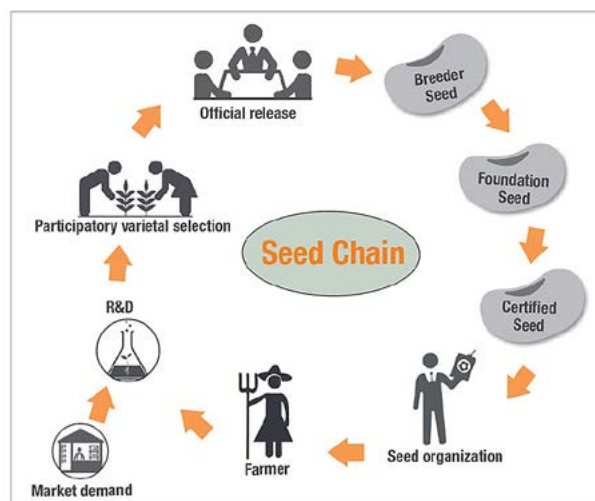 Official release
Breeder
Seed
Foundation
Seed
Participatory varietal selection
Seed Chain
Certified
Seed
R&D
Market demand
Farmer
Seed organization